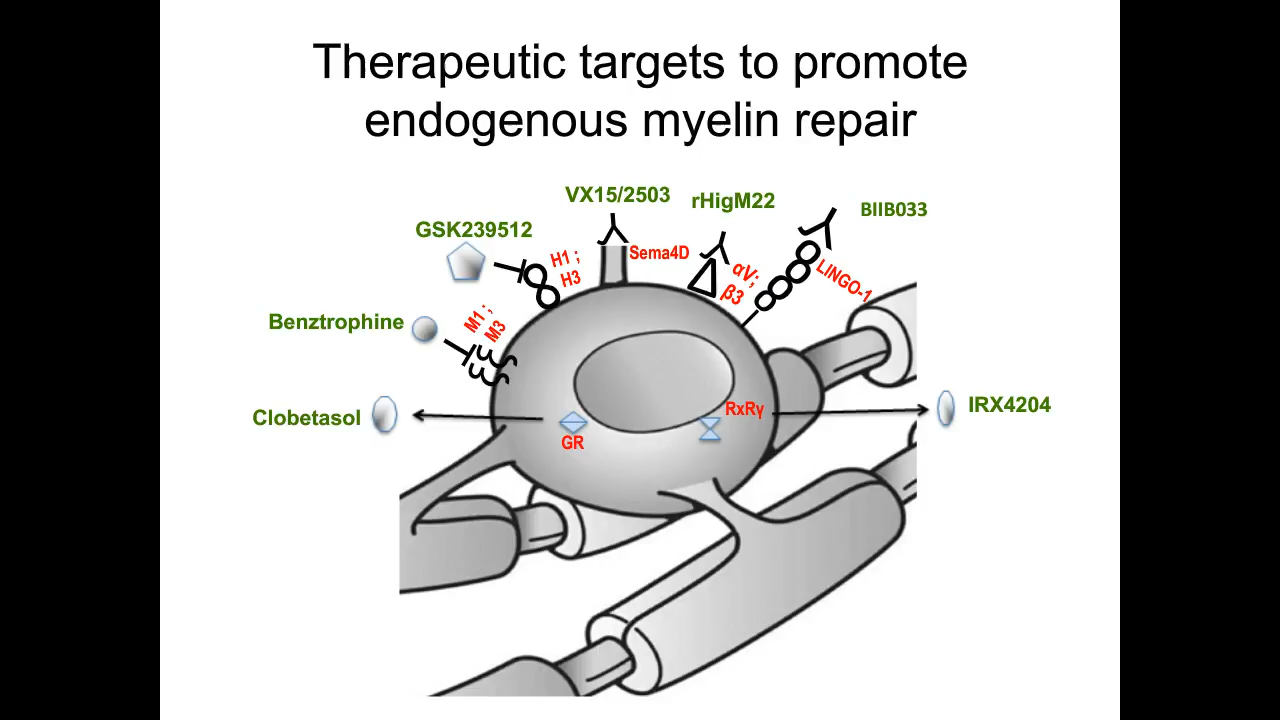 Therapeutic targets to promote
endogenous myelin repair
VX15/2503
rHigM22
BIIB033
GSK239512
H1 ;
H3
Sema4D
αV;
β3
LINGO-1
Benztrophine
M1 ;
M3
Clobetasol
GR
RxRγ
IRX4204